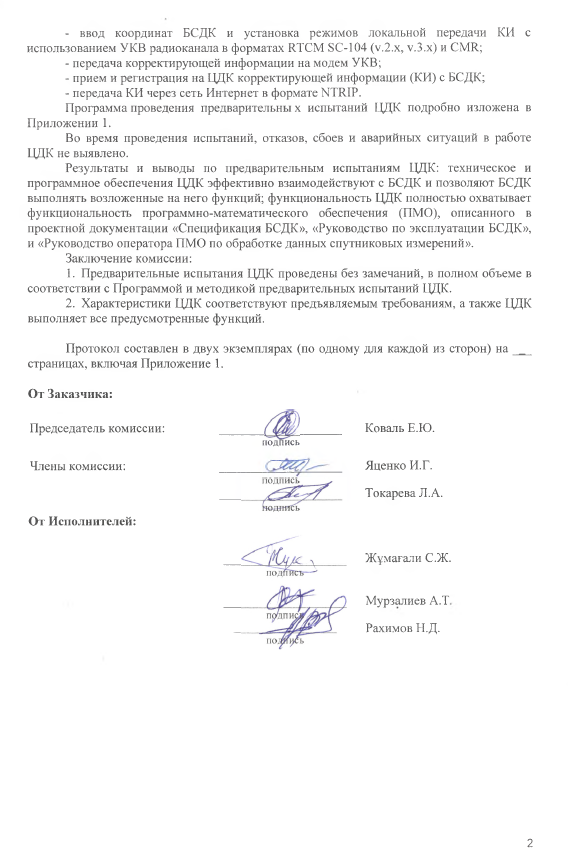 - ввод координат БСДК и установка режимов локальной передачи КИ с
использованием УКВ радиоканала в форматах RTCM SC-104 (v.2.x, v.3.x) и CMR;
- передача корректирующей информации на модем УКВ;
- прием и регистрация на ЦДК корректирующей информации (КИ) с БСДК;
- передача КИ через сеть Интернет в формате NTRIP.
Программа проведения предварительны х испытаний ЦДК подробно изложена в
Приложении 1.
Во время проведения испытаний, отказов, сбоев и аварийных ситуаций в работе
ЦДК не выявлено.
Результаты и выводы по предварительным испытаниям ЦДК: техническое и
программное обеспечения ЦДК эффективно взаимодействуют с БСДК и позволяют БСДК
выполнять возложенные на него функций; функциональность ЦДК полностью охватывает
функциональность программно-математического обеспечения (ПМО), описанного в
проектной документации «Спецификация БСДК», «Руководство по эксплуатации БСДК»,
и «Руководство оператора ПМО по обработке данных спутниковых измерений».
Заключение комиссии:
1. Предварительные испытания ЦДК проведены без замечаний, в полном объеме в
соответствии с Программой и методикой предварительных испытаний ЦДК.
2. Характеристики ЦДК соответствуют предъявляемым требованиям, а также ЦДК
выполняет все предусмотренные функций.
Протокол составлен в двух экземплярах (по одному для каждой из сторон) на __
страницах, включая Приложение 1.
От Заказчика:
Председатель комиссии: Коваль Е.Ю.
подпись
Члены комиссии: Яценко И.Г.
подпись
Токарева Л.А.
подпись
От Исполнителей:
Жұмағали С.Ж.
подпись
Мурзалиев А.Т.
подпись
Рахимов Н.Д.
подпись
2